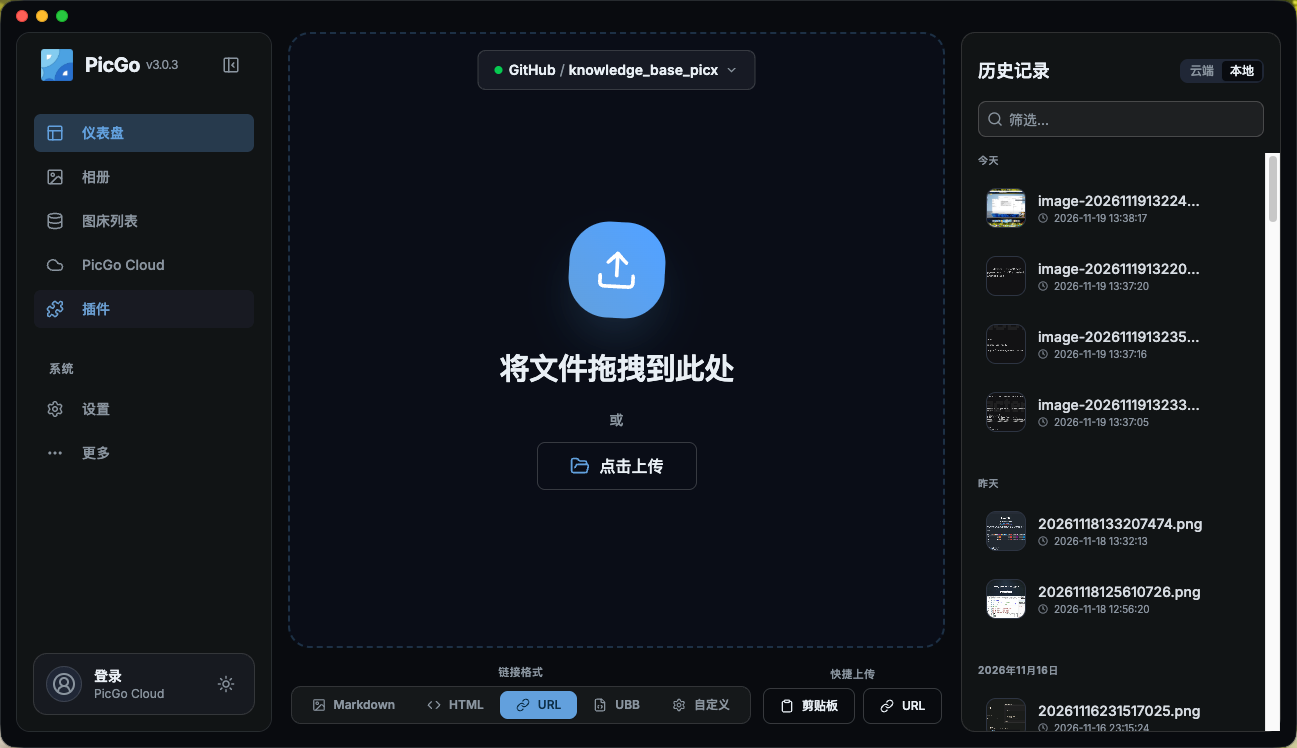 PicGo v3.0.3
仪表盘
相册
图床列表
PicGo Cloud
插件
系统
设置
更多
登录
PicGo Cloud
GitHub / knowledge_base_picx
将文件拖拽到此处
或
点击上传
链接格式
Markdown HTML URL UBB 自定义
快捷上传
剪贴板 URL
历史记录
云端 本地
筛选...
今天
image-2026111913224...
2026-11-19 13:38:17
image-2026111913220...
2026-11-19 13:37:20
image-2026111913235...
2026-11-19 13:37:16
image-2026111913233...
2026-11-19 13:37:05
昨天
20261118133207474.png
2026-11-18 13:32:13
20261118125610726.png
2026-11-18 12:56:20
2026年11月16日
20261116231517025.png
2026-11-16 23:15:24